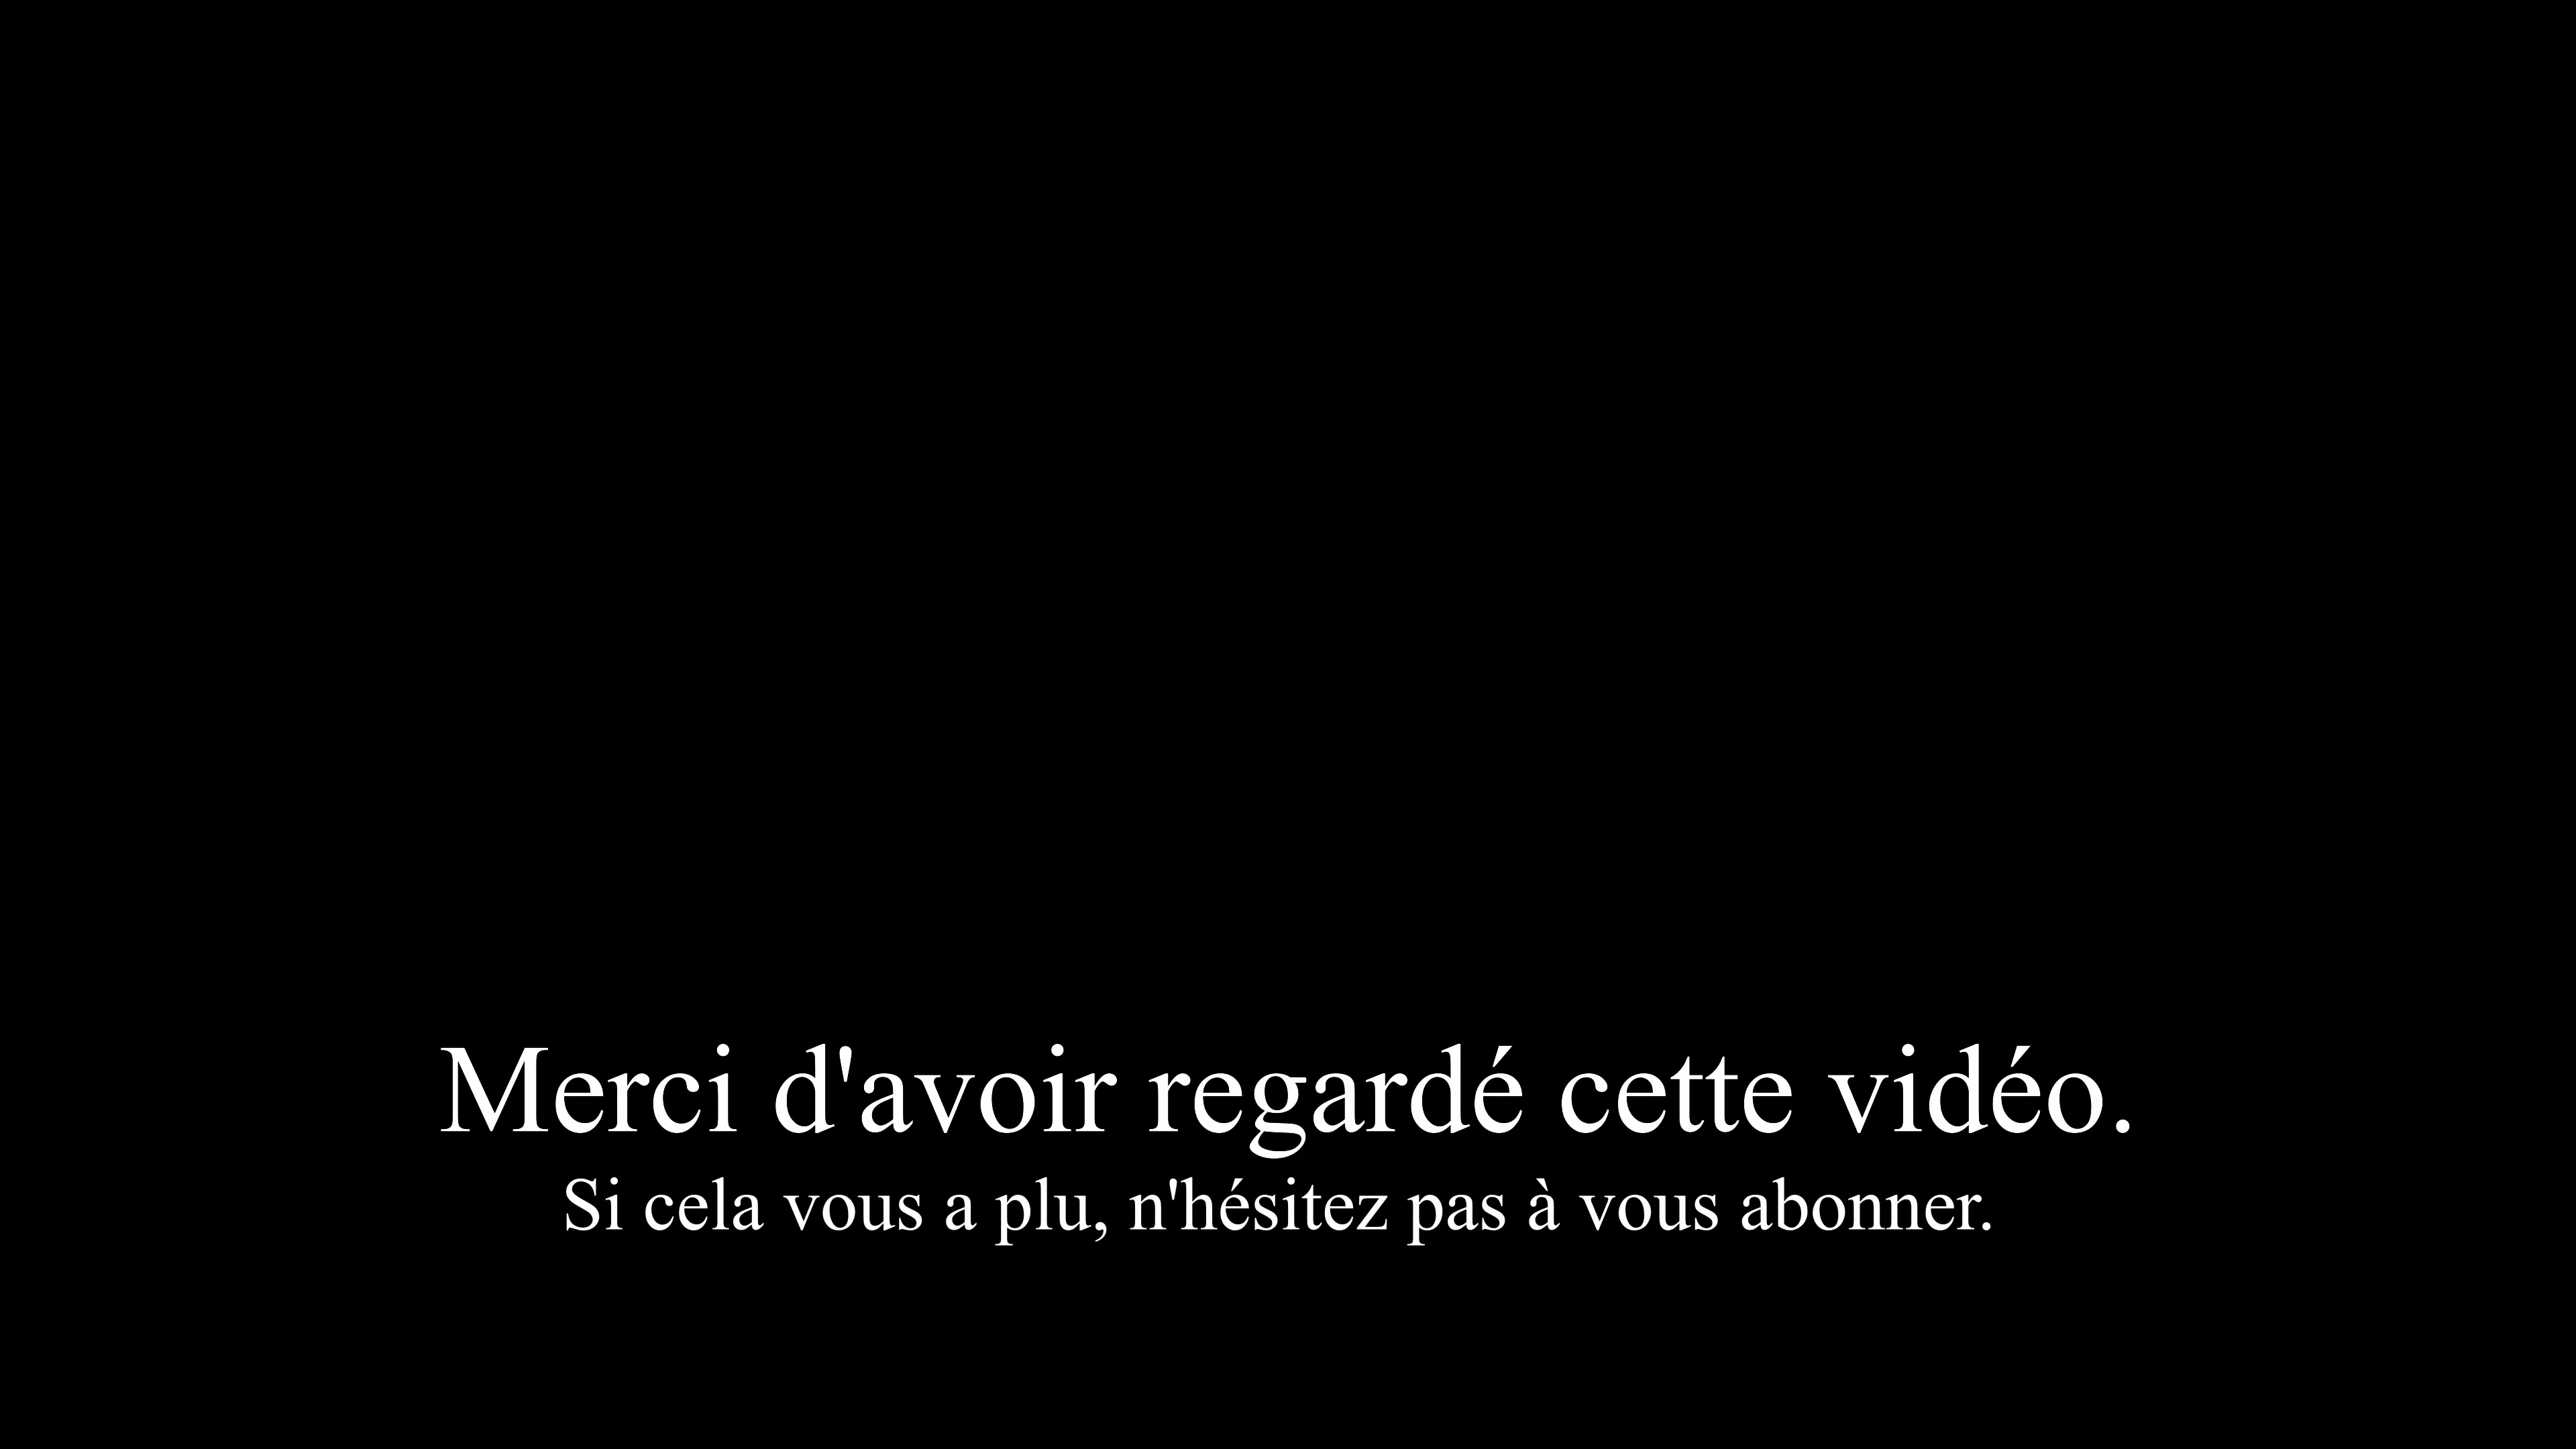 Merci d'avoir regardé cette vidéo.
Si cela vous a plu, n'hésitez pas à vous abonner.